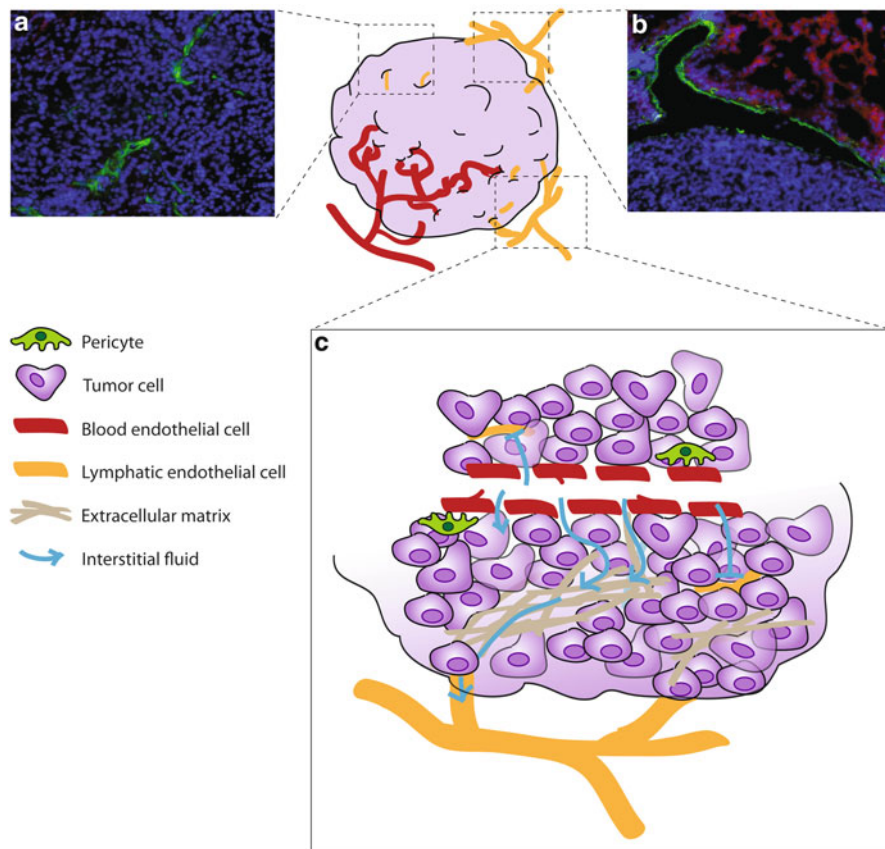 a
b
c
Pericyte
Tumor cell
Blood endothelial cell
Lymphatic endothelial cell
Extracellular matrix
Interstitial fluid